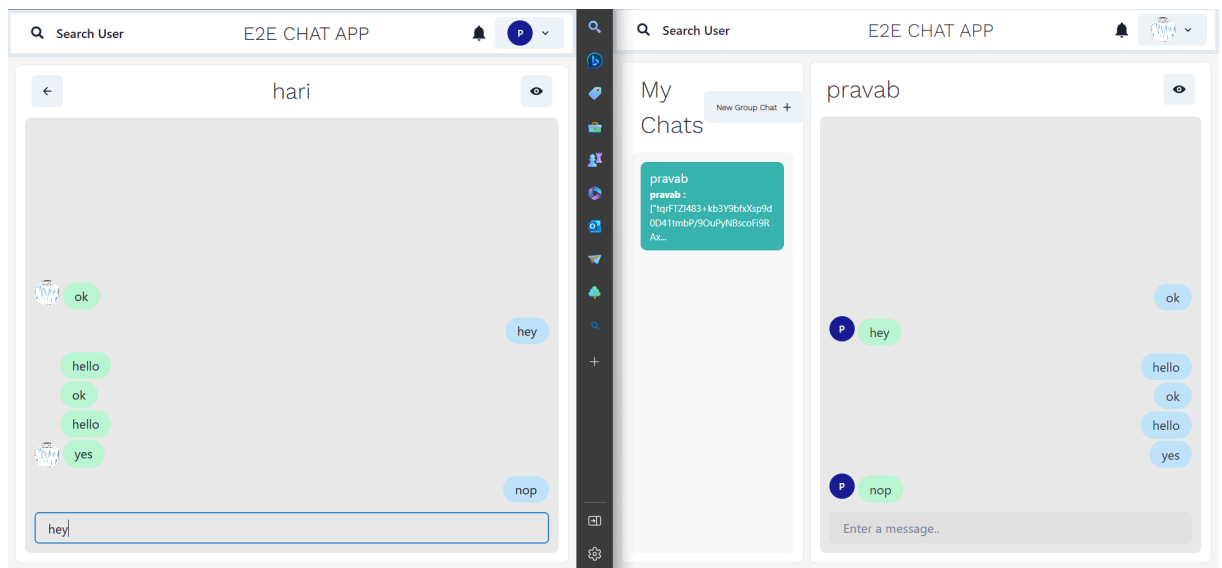 Search User
E2E CHAT APP
P
hari
ok
hey
hello
ok
hello
yes
nop
hey
Search User
E2E CHAT APP
My
Chats
New Group Chat +
pravab
pravab :
["tqrFTZI483+kb3Y9bfxXsp9d
0D41tmbP/9OuPyNBscoFi9R
Ax...
pravab
ok
P
hey
hello
ok
hello
yes
P
nop
Enter a message..